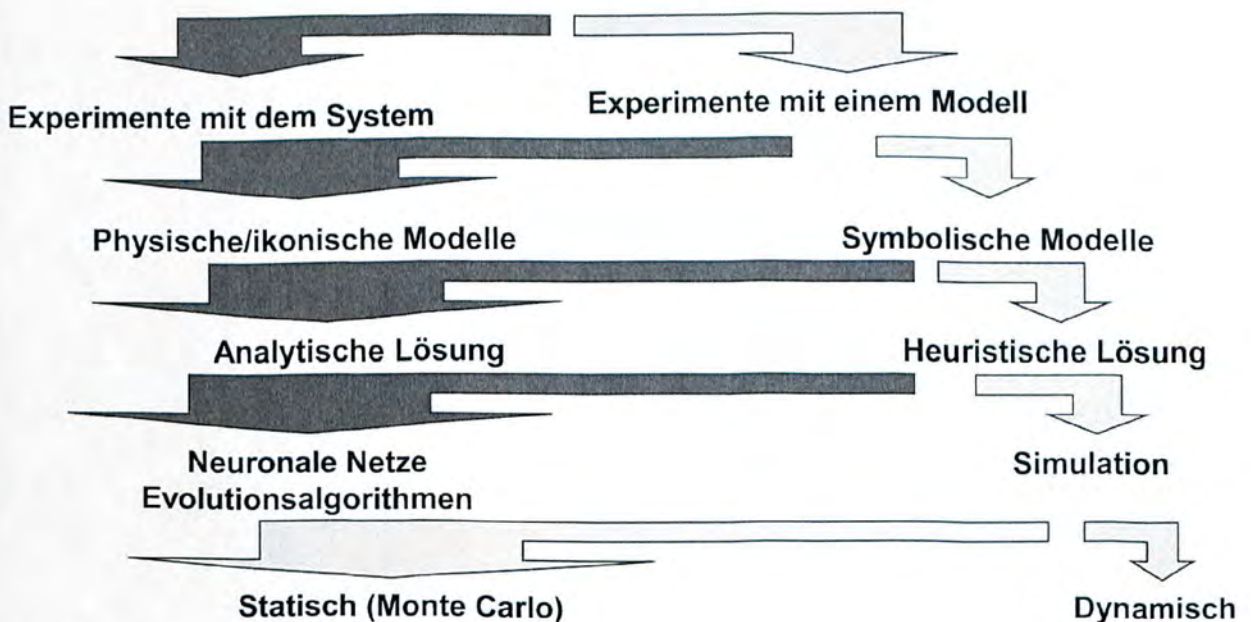 Experimente mit dem System
Experimente mit einem Modell
Physische/ikonische Modelle
Symbolische Modelle
Analytische Lösung
Heuristische Lösung
Neuronale Netze
Evolutionsalgorithmen
Simulation
Statisch (Monte Carlo)
Dynamisch